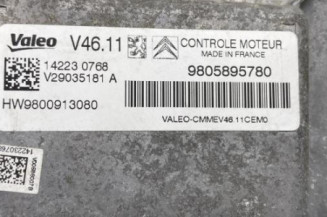 Valeo V46.11 CONTROLE MOTEUR
MADE IN FRANCE
14223 0768
V29035181 A
9805895780
HW9800913080
VALEO-CMMEV46.11CEM0